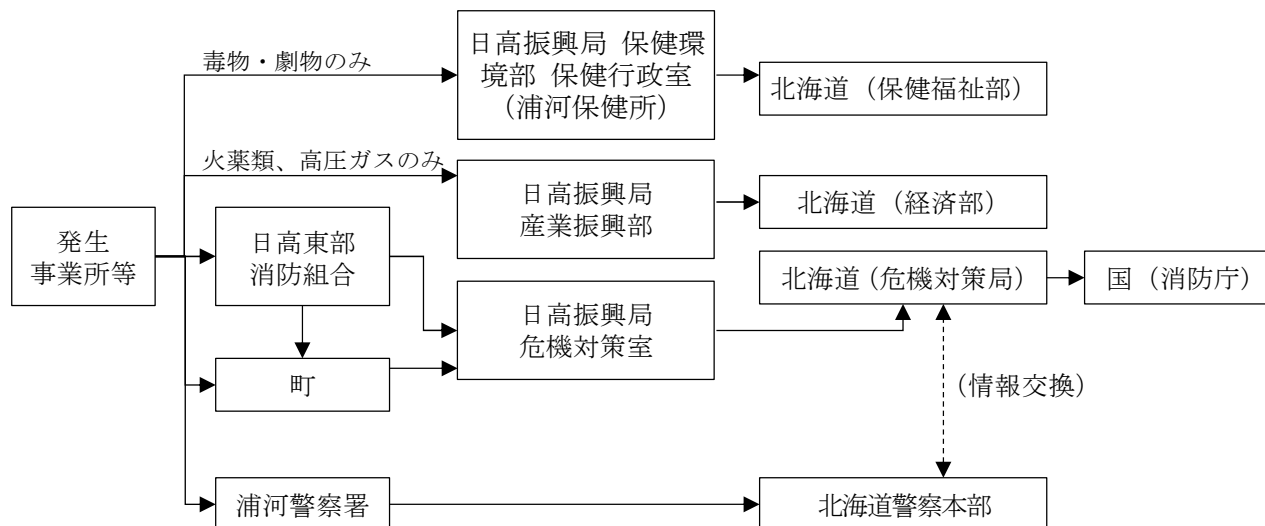 毒物・劇物のみ
日高振興局 保健環
境部 保健行政室
（浦河保健所）
北海道（保健福祉部）
火薬類、高圧ガスのみ
日高振興局
産業振興部
北海道（経済部）
発生
事業所等
日高東部
消防組合
北海道（危機対策局）
国（消防庁）
日高振興局
危機対策室
町
（情報交換）
浦河警察署
北海道警察本部